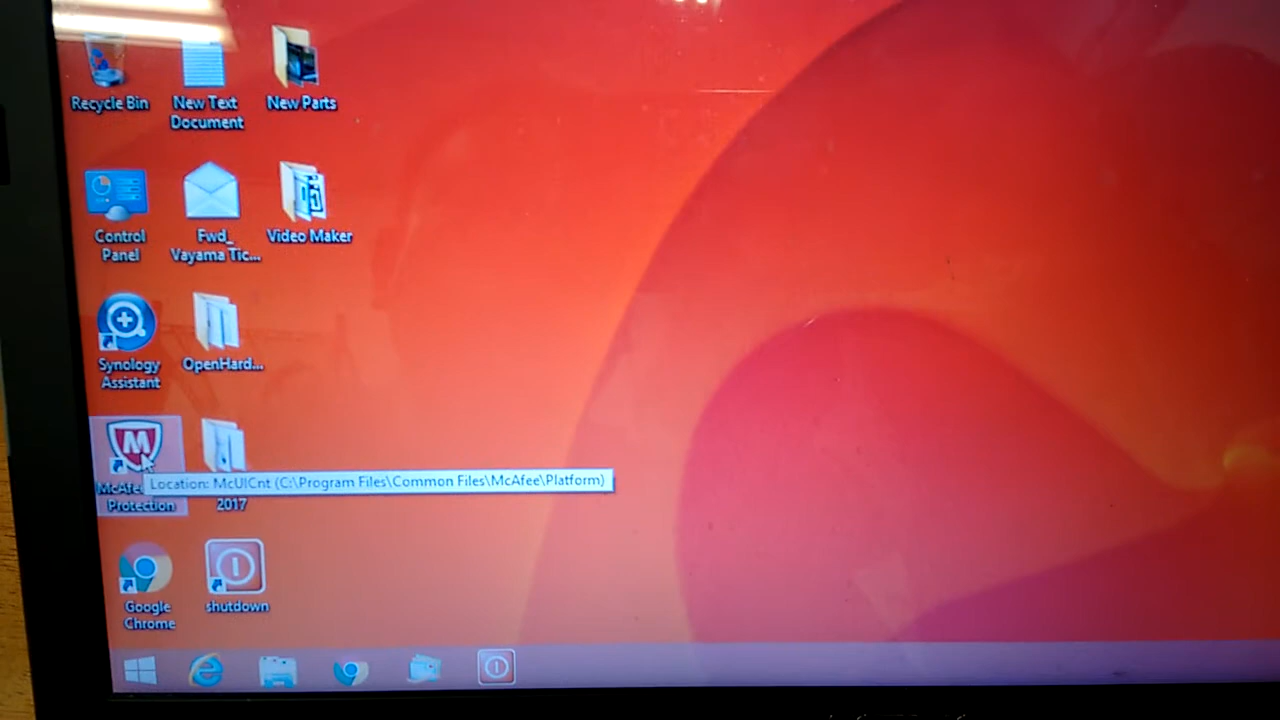 Recycle Bin
New Text
Document
New Parts
Control
Panel
Fwd_
Vayama Tic...
Video Maker
Synology
Assistant
OpenHard...
M
McAfee
Protection
Location: McUICnt (C:\Program Files\Common Files\McAfee\Platform)
2017
Google
Chrome
shutdown